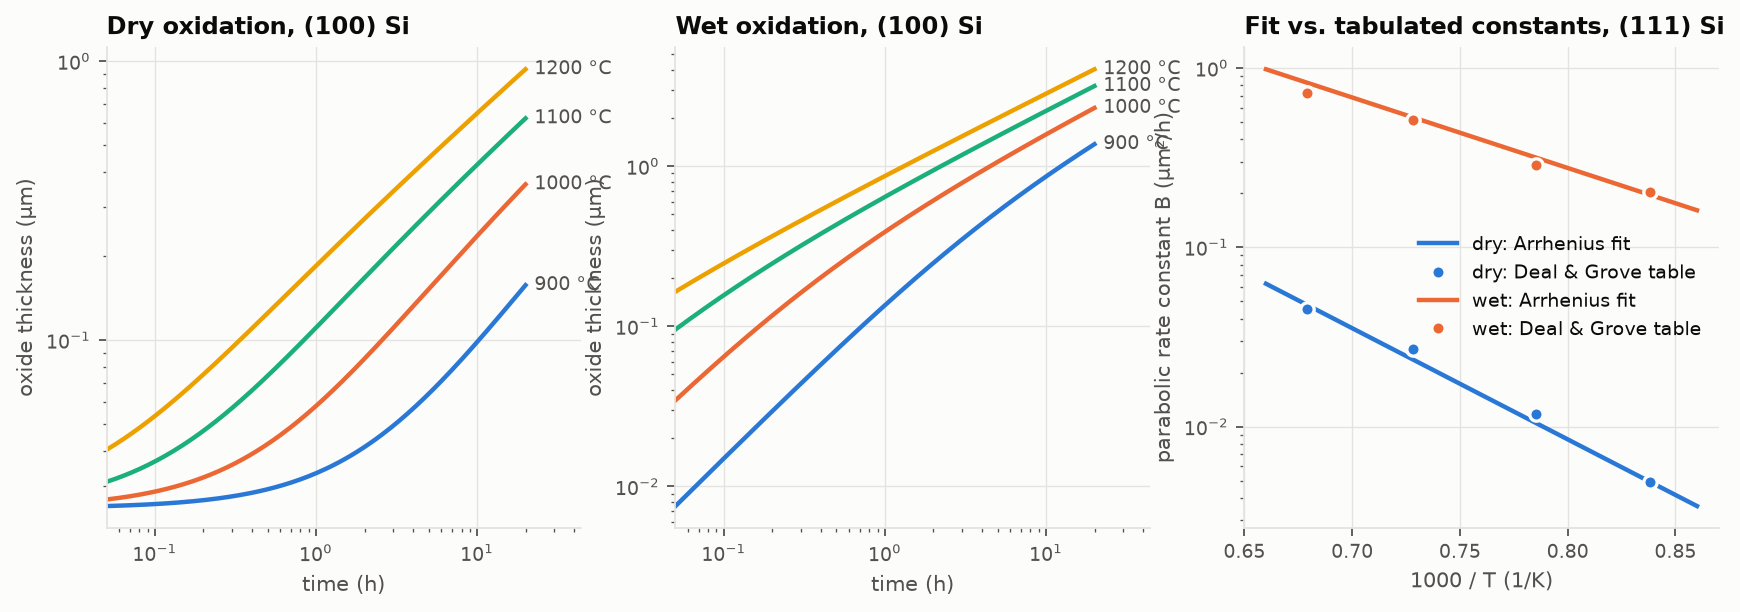 Dry oxidation, (100) Si
oxide thickness (µm)
10⁰
10⁻¹
10⁻¹
10⁰
10¹
time (h)
1200 °C
1100 °C
1000 °C
900 °C
Wet oxidation, (100) Si
oxide thickness (µm)
10⁰
10⁻¹
10⁻²
10⁻¹
10⁰
10¹
time (h)
1200 °C
1100 °C
1000 °C
900 °C
Fit vs. tabulated constants, (111) Si
parabolic rate constant B (µm²/h)
10⁰
10⁻¹
10⁻²
dry: Arrhenius fit
dry: Deal & Grove table
wet: Arrhenius fit
wet: Deal & Grove table
0.65
0.70
0.75
0.80
0.85
1000 / T (1/K)